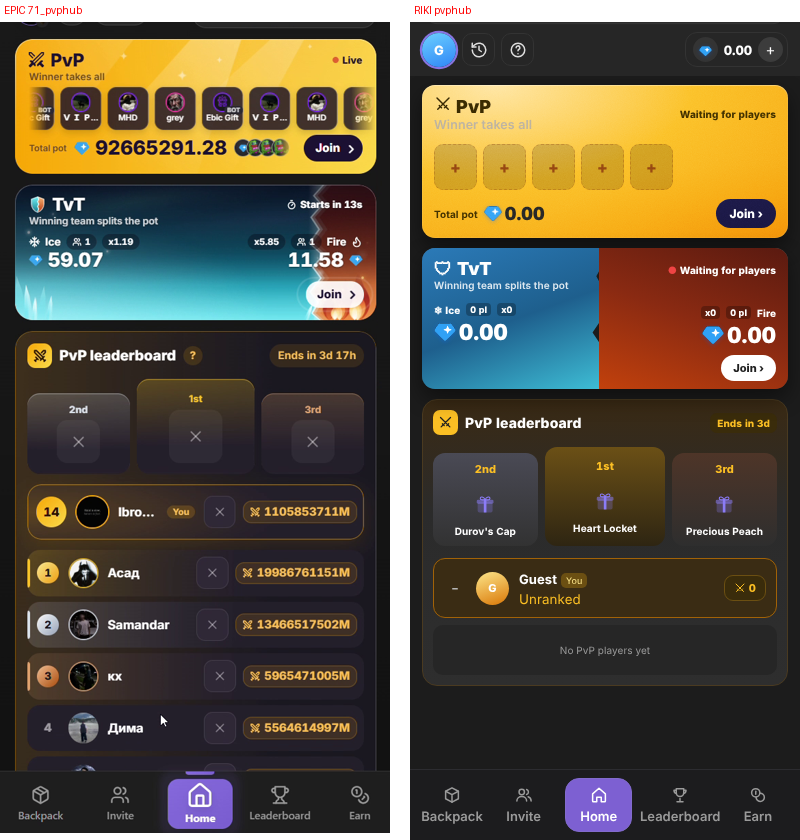 EPIC 71_pvphub
PvP
Live
Winner takes all
BOT
c Gift
V I P...
MHD
grey
BOT
Ebic Gift
V I P...
MHD
grey
Total pot 92665291.28 Join >
TvT
Starts in 13s
Winning team splits the pot
Ice 1 x1.19
x5.85 1 Fire
59.07
11.58
Join >
PvP leaderboard ? Ends in 3d 17h
2nd
1st
3rd
14 Ibro... You 1105853711M
1 Асад 19986761151M
2 Samandar 13466517502M
3 кх 5965471005M
4 Дима 5564614997M
Backpack
Invite
Home
Leaderboard
Earn
RIKI pvphub
G
0.00 +
PvP
Waiting for players
Winner takes all
+ + + + +
Total pot 0.00 Join ›
TvT
Waiting for players
Winning team splits the pot
Ice 0 pl x0
x0 0 pl Fire
0.00
0.00
Join ›
PvP leaderboard Ends in 3d
2nd
1st
3rd
Durov's Cap
Heart Locket
Precious Peach
– G Guest You
Unranked
0
No PvP players yet
Backpack
Invite
Home
Leaderboard
Earn